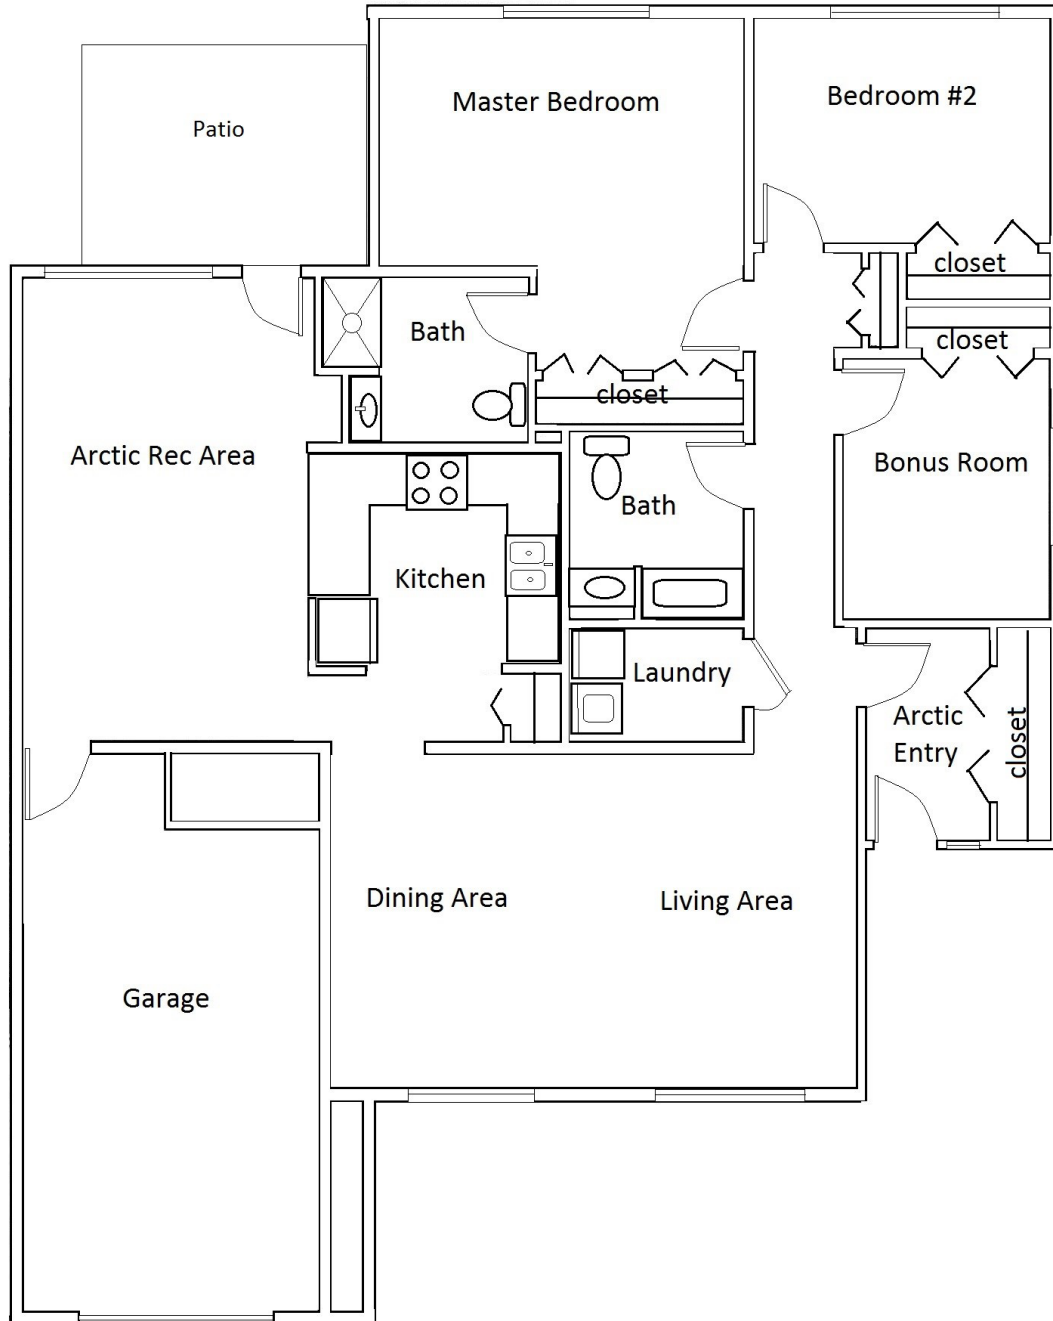 Master Bedroom
Bedroom #2
Patio
closet
Bath
closet
closet
Arctic Rec Area
Bonus Room
Bath
Kitchen
Laundry
Arctic
Entry
closet
Dining Area
Living Area
Garage